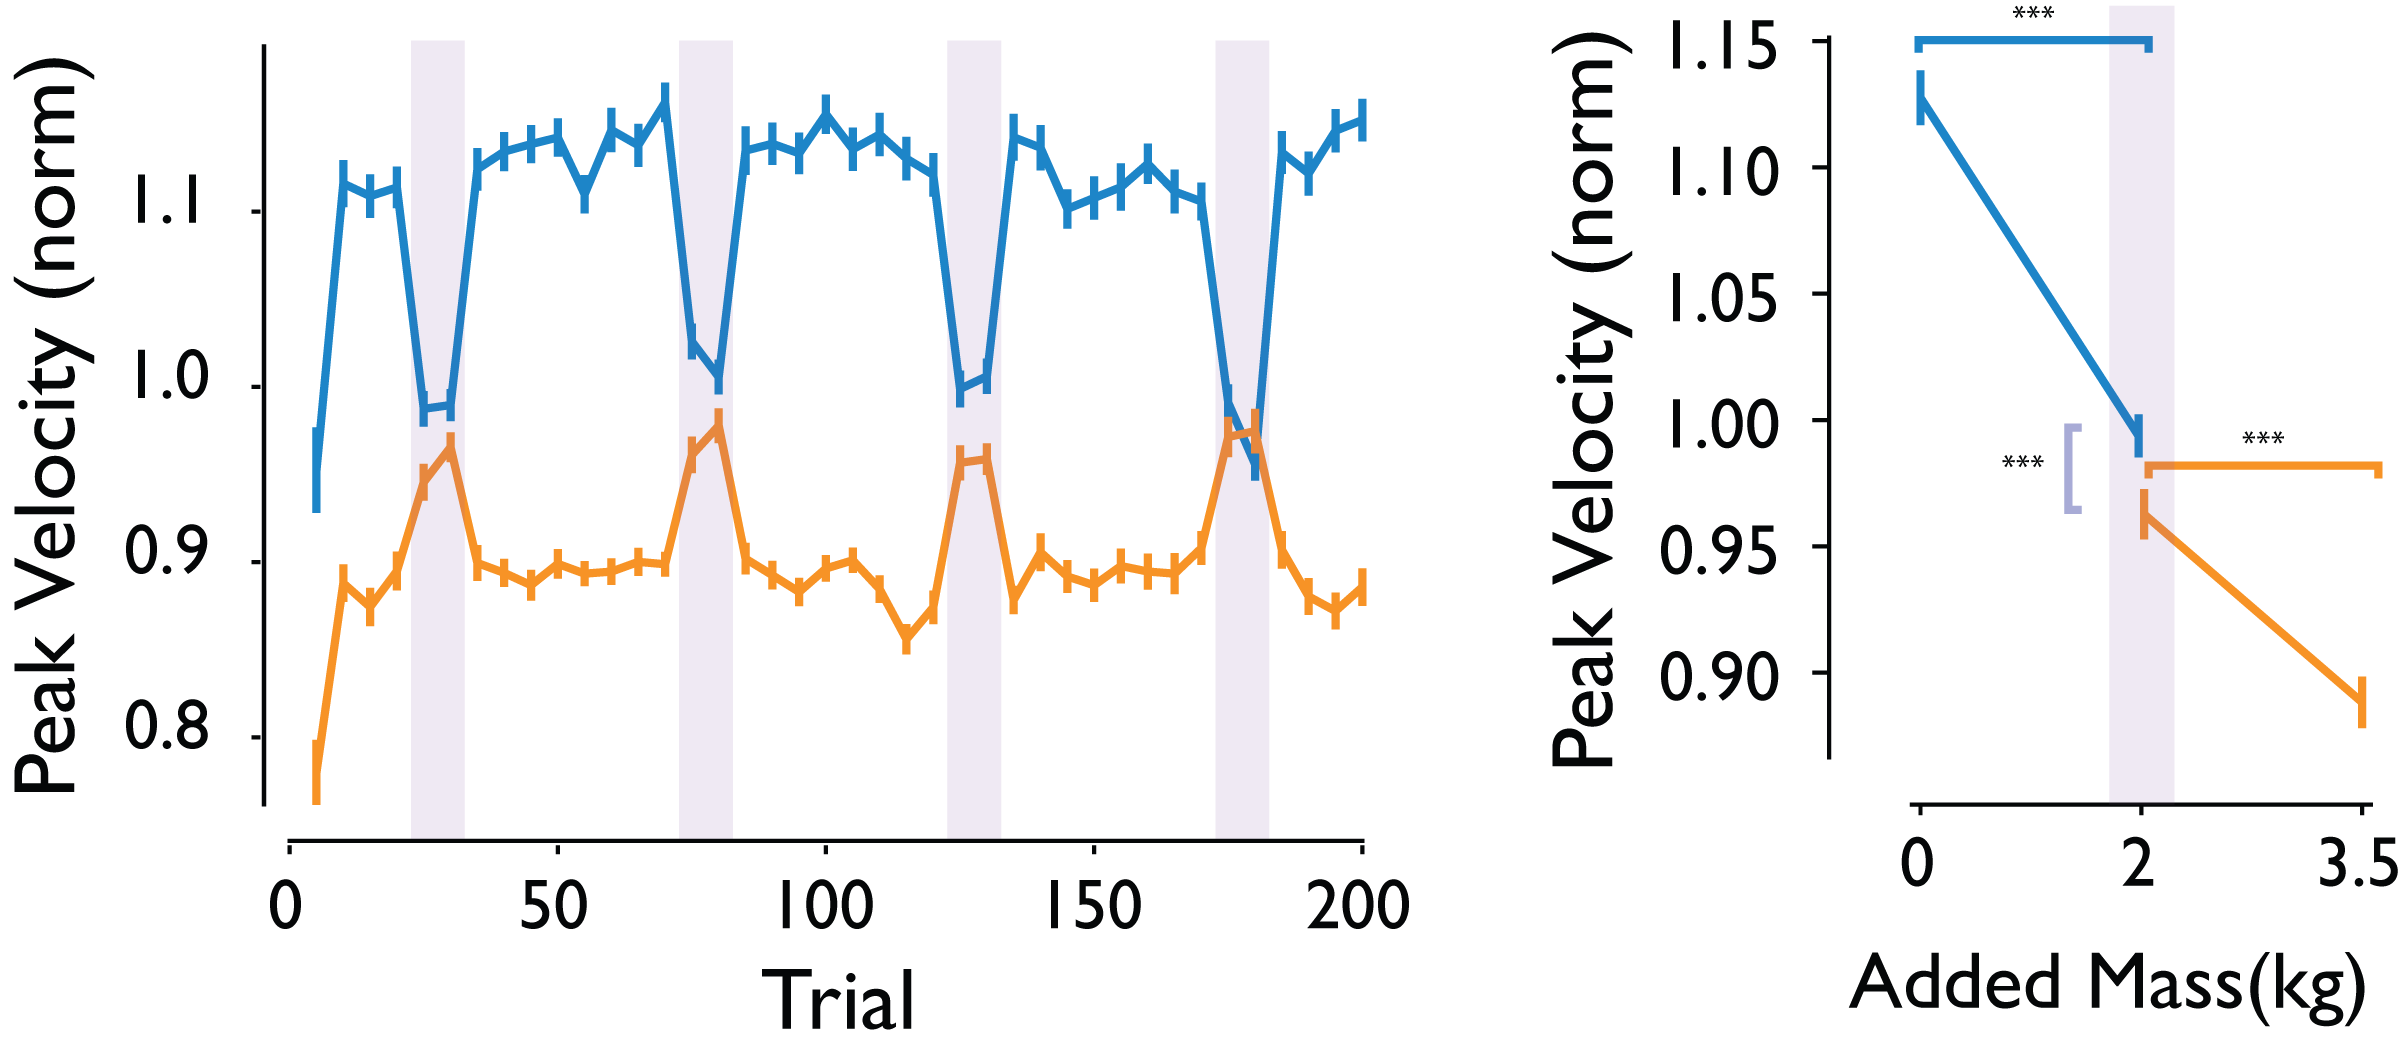 Peak Velocity (norm)
1.1
1.0
0.9
0.8
0 50 100 150 200
Trial
Peak Velocity (norm)
1.15
1.10
1.05
1.00
0.95
0.90
***
***
***
0 2 3.5
Added Mass(kg)